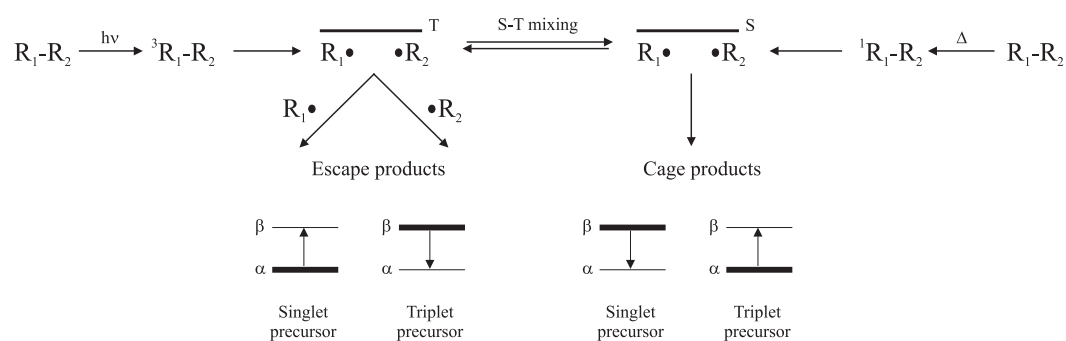 R₁-R₂ hν ³R₁-R₂ R₁• •R₂ T S-T mixing R₁• •R₂ S ¹R₁-R₂ Δ R₁-R₂
R₁• •R₂
Escape products Cage products
β β β β
α α α α
Singlet precursor Triplet precursor Singlet precursor Triplet precursor